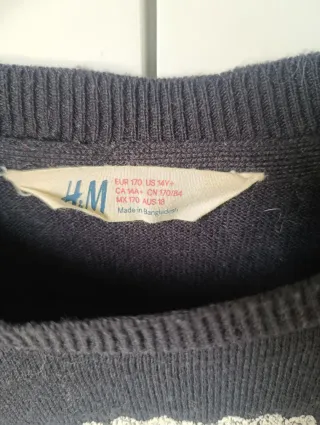 H&M
EUR 170 US 14Y+
CA 14A+ CN 170/84
MX 170 AUS 16
Made in Bangladesh